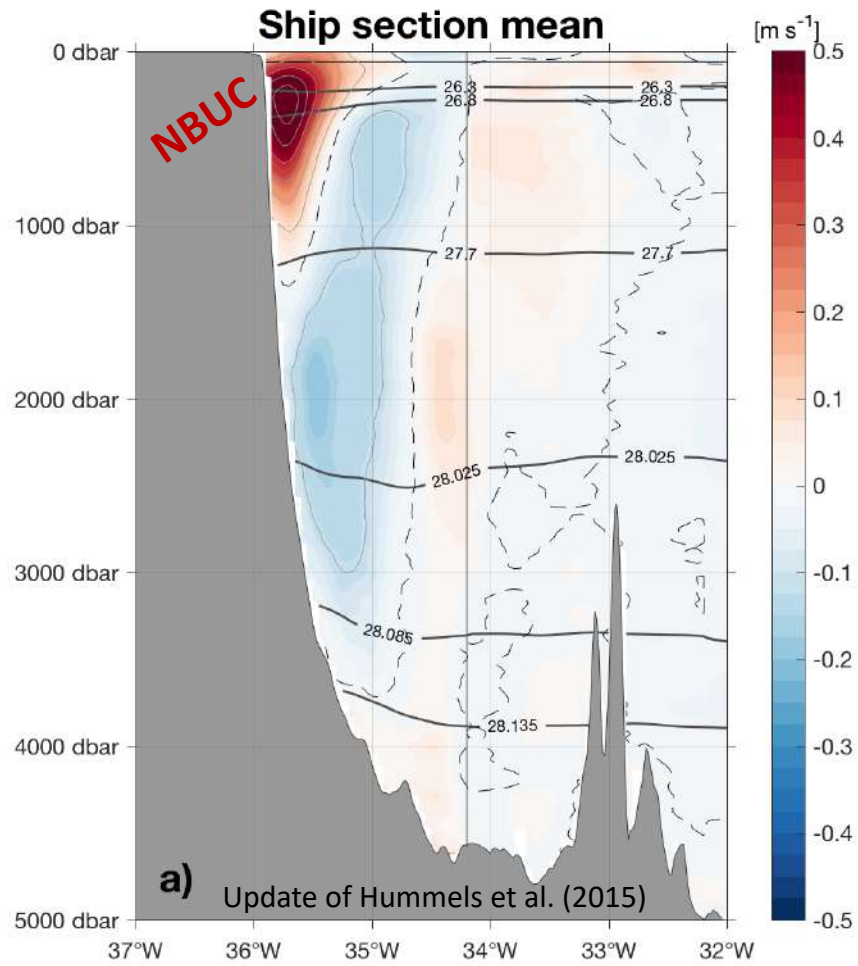 Ship section mean
[m s⁻¹]
0 dbar
1000 dbar
2000 dbar
3000 dbar
4000 dbar
5000 dbar
NBUC
26.3 26.3
26.8 26.8
27.7 27.7
28.025 28.025
28.085
28.135
a)
Update of Hummels et al. (2015)
37°W 36°W 35°W 34°W 33°W 32°W
0.5
0.4
0.3
0.2
0.1
0
-0.1
-0.2
-0.3
-0.4
-0.5